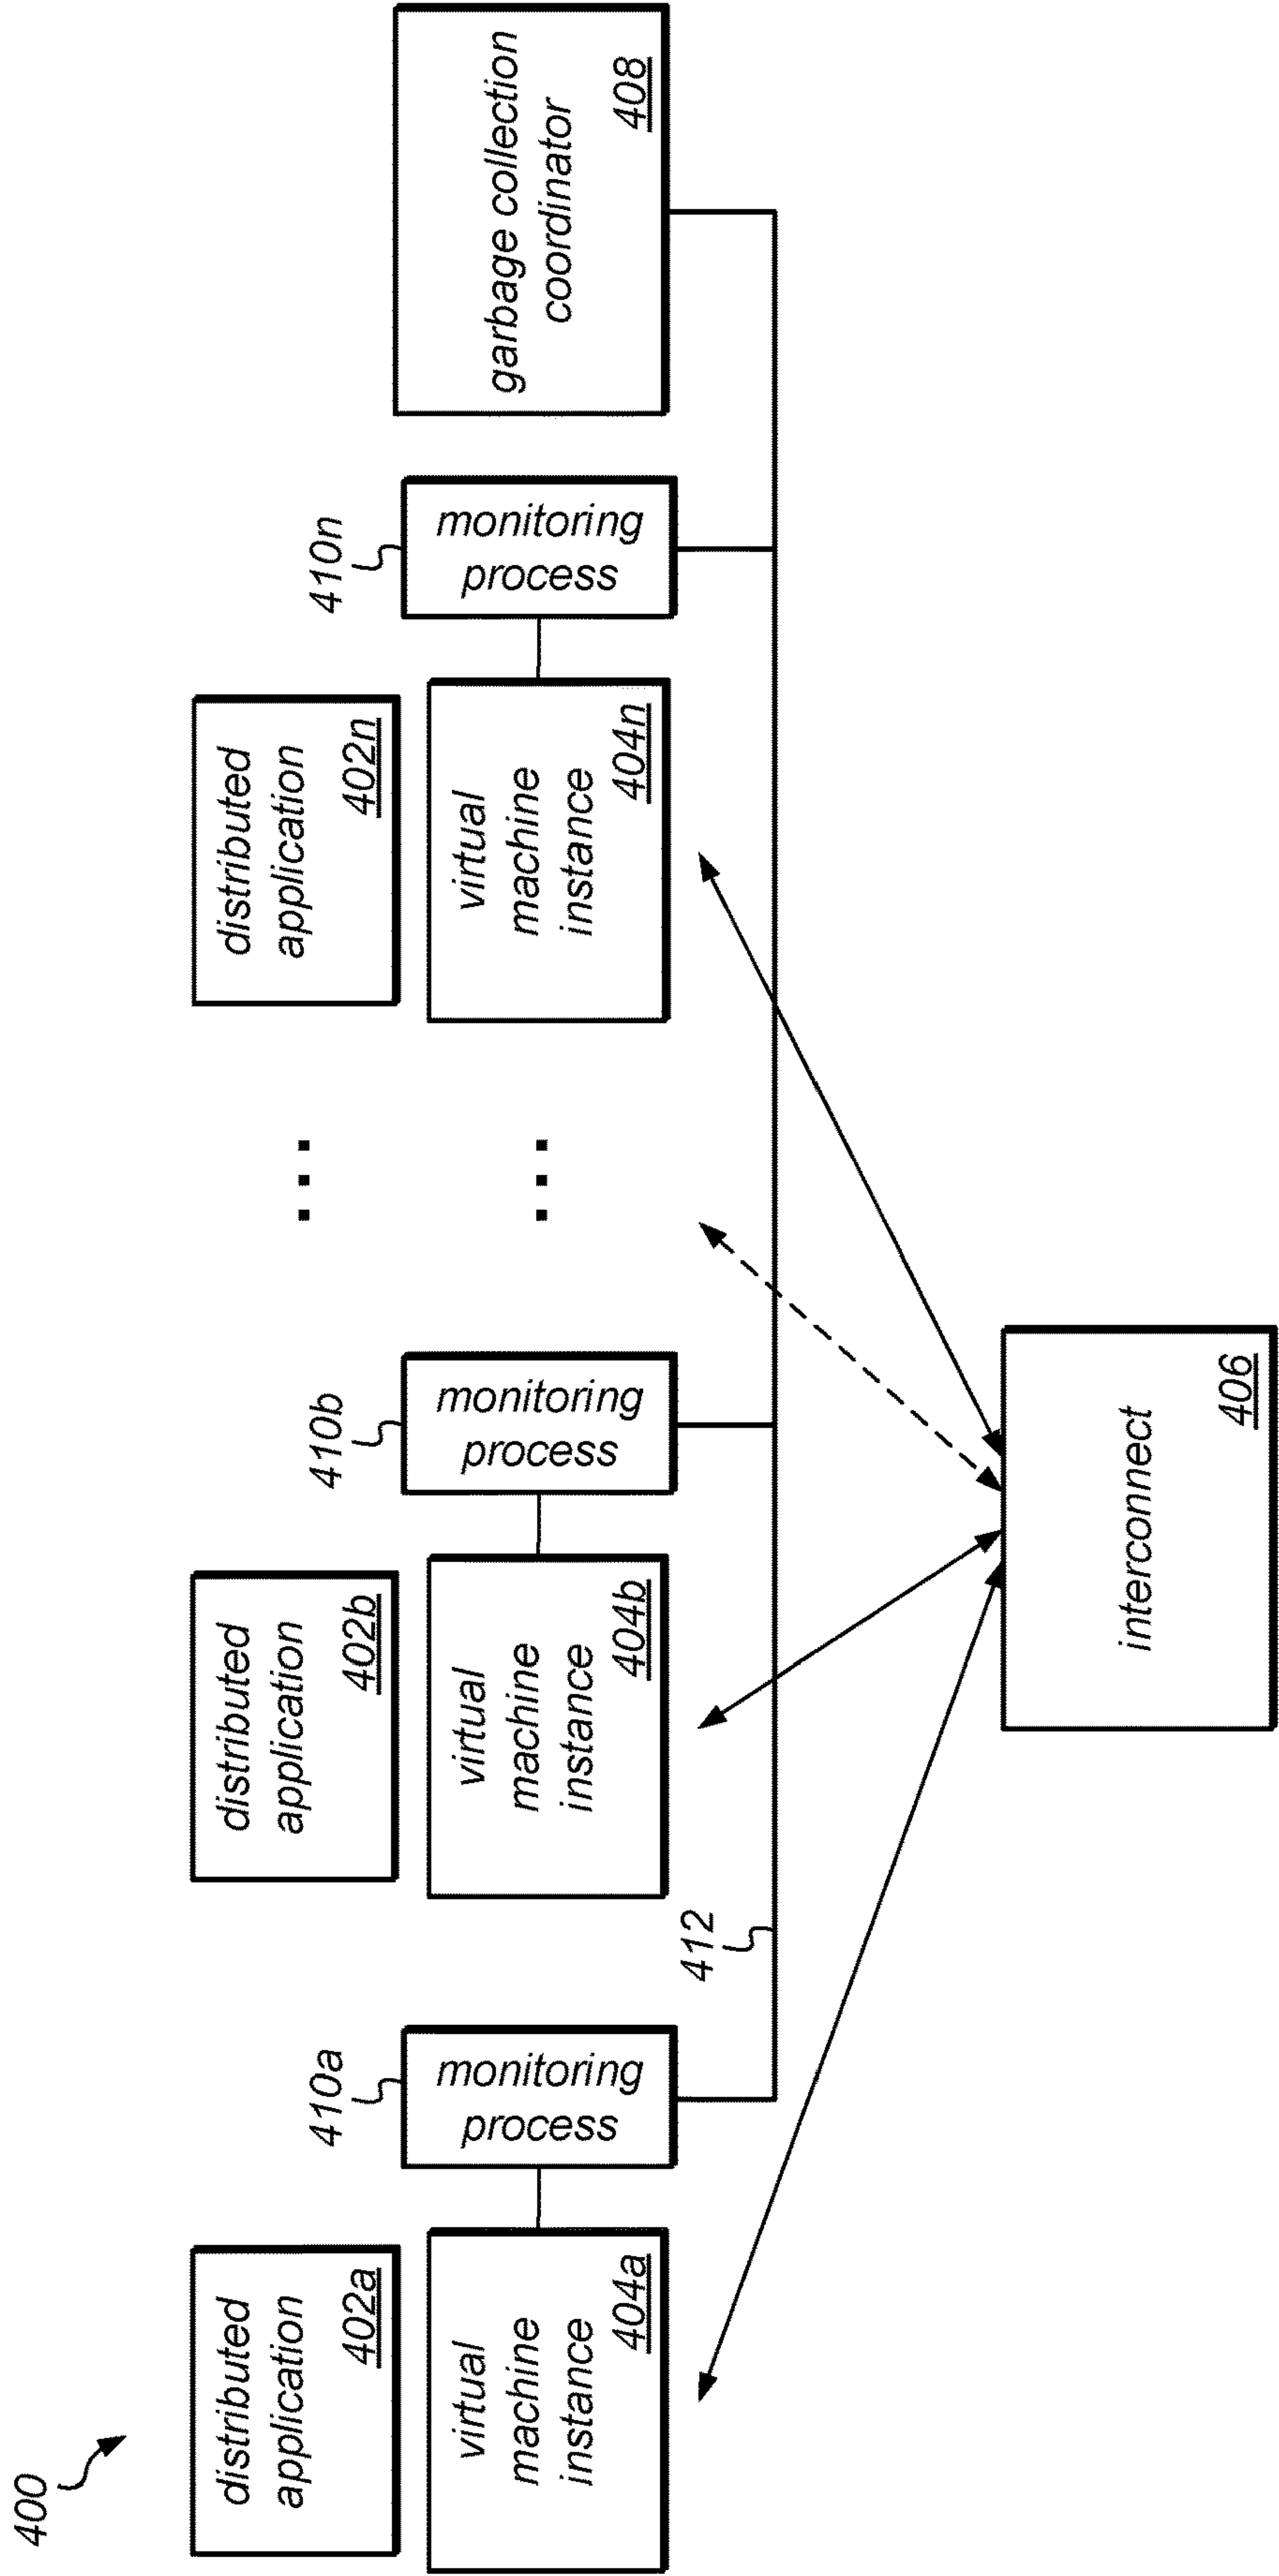 400
distributed
application
402a
virtual
machine
instance
404a
410a
monitoring
process
distributed
application
402b
virtual
machine
instance
404b
410b
monitoring
process
...
...
distributed
application
402n
virtual
machine
instance
404n
410n
monitoring
process
garbage collection
coordinator
408
412
interconnect
406